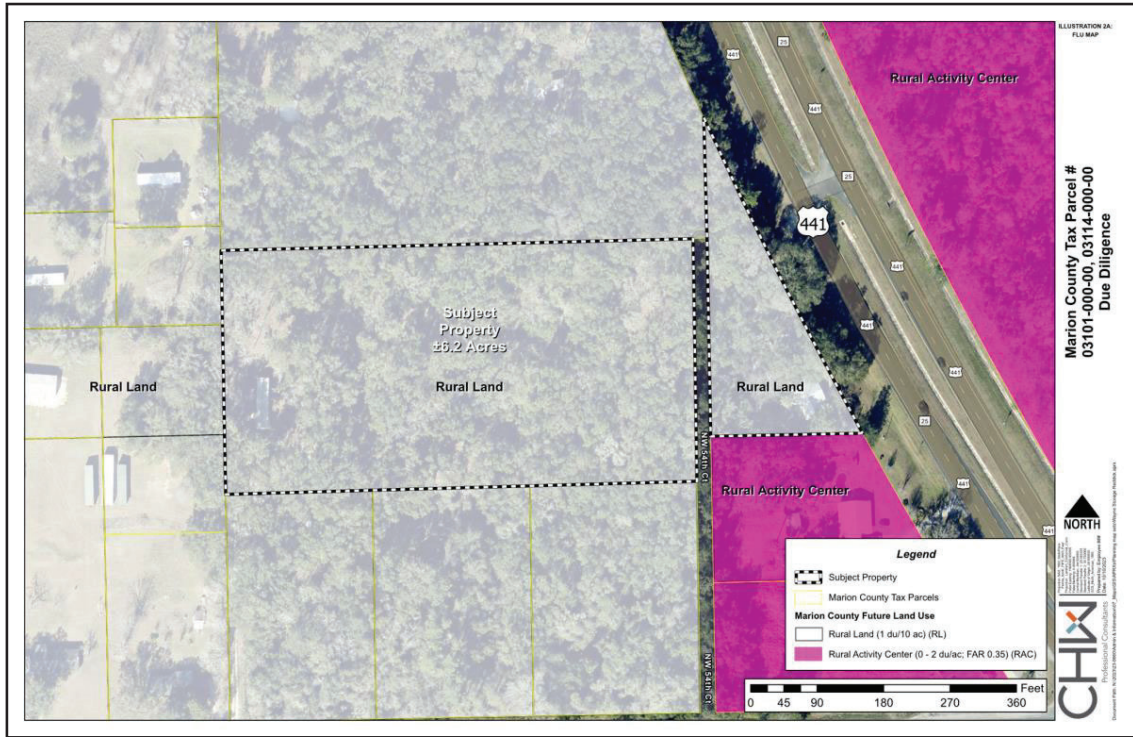 ILLUSTRATION 2A:
FLU MAP
Rural Activity Center
441
25
441
441
25
441
441
441
25
441
441
441
441
Subject
Property
±6.2 Acres
Rural Land
Rural Land
Rural Land
NW 54th Ct
Rural Activity Center
NW 54th Ct
Legend
Subject Property
Marion County Tax Parcels
Marion County Future Land Use
Rural Land (1 du/10 ac) (RL)
Rural Activity Center (0 - 2 du/ac; FAR 0.35) (RAC)
Feet
0 45 90 180 270 360
Marion County Tax Parcel #
03101-000-00, 03114-000-00
Due Diligence
NORTH
CHW
Professional Consultants